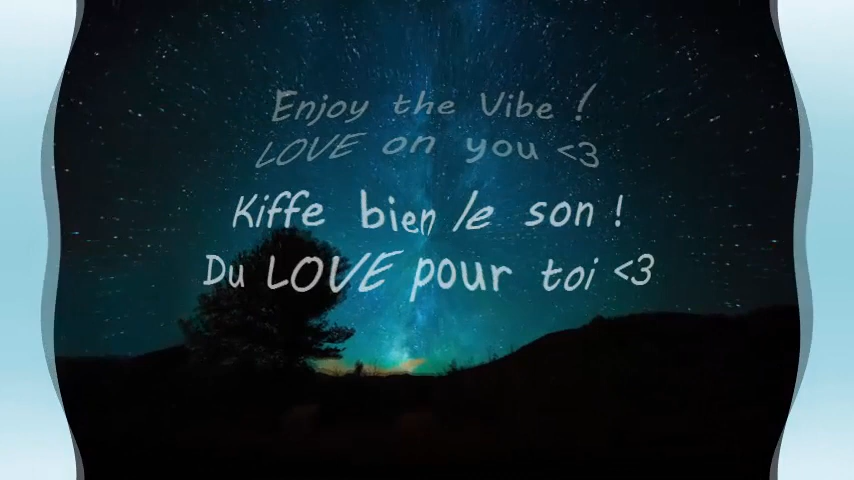 Enjoy the Vibe !
LOVE on you <3
Kiffe bien le son !
Du LOVE pour toi <3